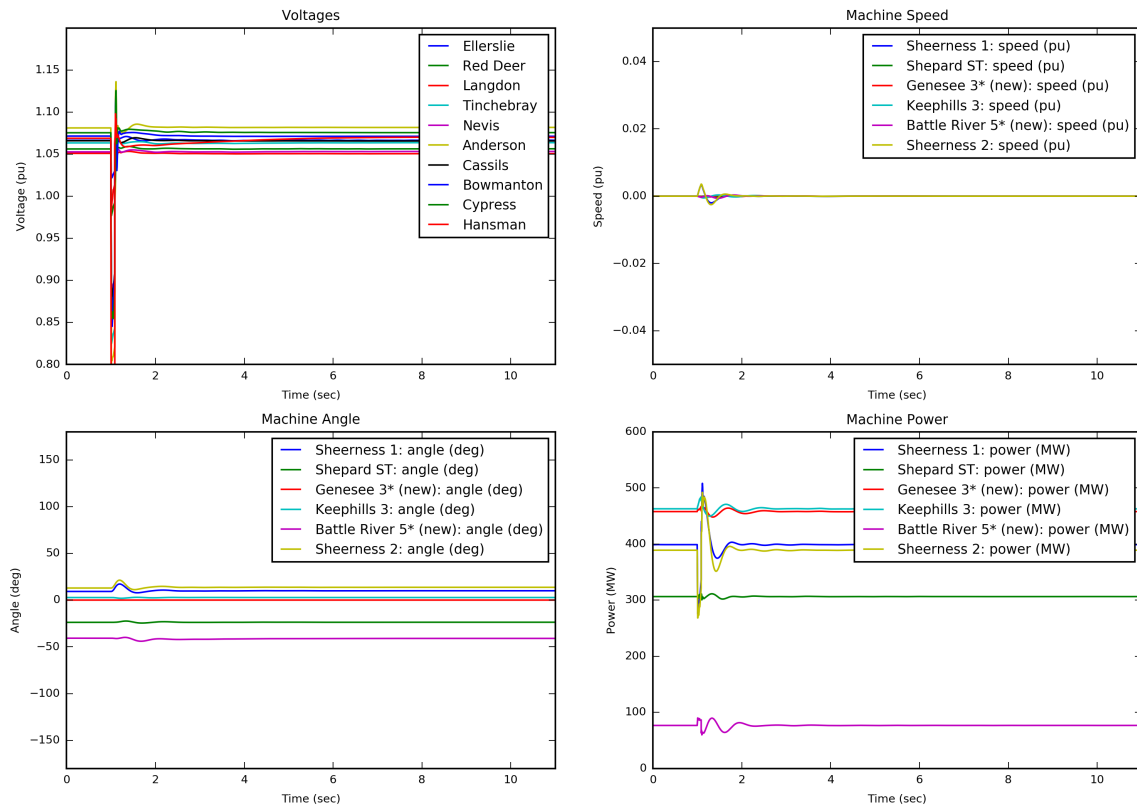 Voltages
1.15
1.10
1.05
1.00
0.95
0.90
0.85
0.80
Voltage (pu)
0 2 4 6 8 10
Time (sec)
Ellerslie
Red Deer
Langdon
Tinchebray
Nevis
Anderson
Cassils
Bowmanton
Cypress
Hansman
Machine Speed
0.04
0.02
0.00
−0.02
−0.04
Speed (pu)
0 2 4 6 8 10
Time (sec)
Sheerness 1: speed (pu)
Shepard ST: speed (pu)
Genesee 3* (new): speed (pu)
Keephills 3: speed (pu)
Battle River 5* (new): speed (pu)
Sheerness 2: speed (pu)
Machine Angle
150
100
50
0
−50
−100
−150
Angle (deg)
0 2 4 6 8 10
Time (sec)
Sheerness 1: angle (deg)
Shepard ST: angle (deg)
Genesee 3* (new): angle (deg)
Keephills 3: angle (deg)
Battle River 5* (new): angle (deg)
Sheerness 2: angle (deg)
Machine Power
600
500
400
300
200
100
0
Power (MW)
0 2 4 6 8 10
Time (sec)
Sheerness 1: power (MW)
Shepard ST: power (MW)
Genesee 3* (new): power (MW)
Keephills 3: power (MW)
Battle River 5* (new): power (MW)
Sheerness 2: power (MW)